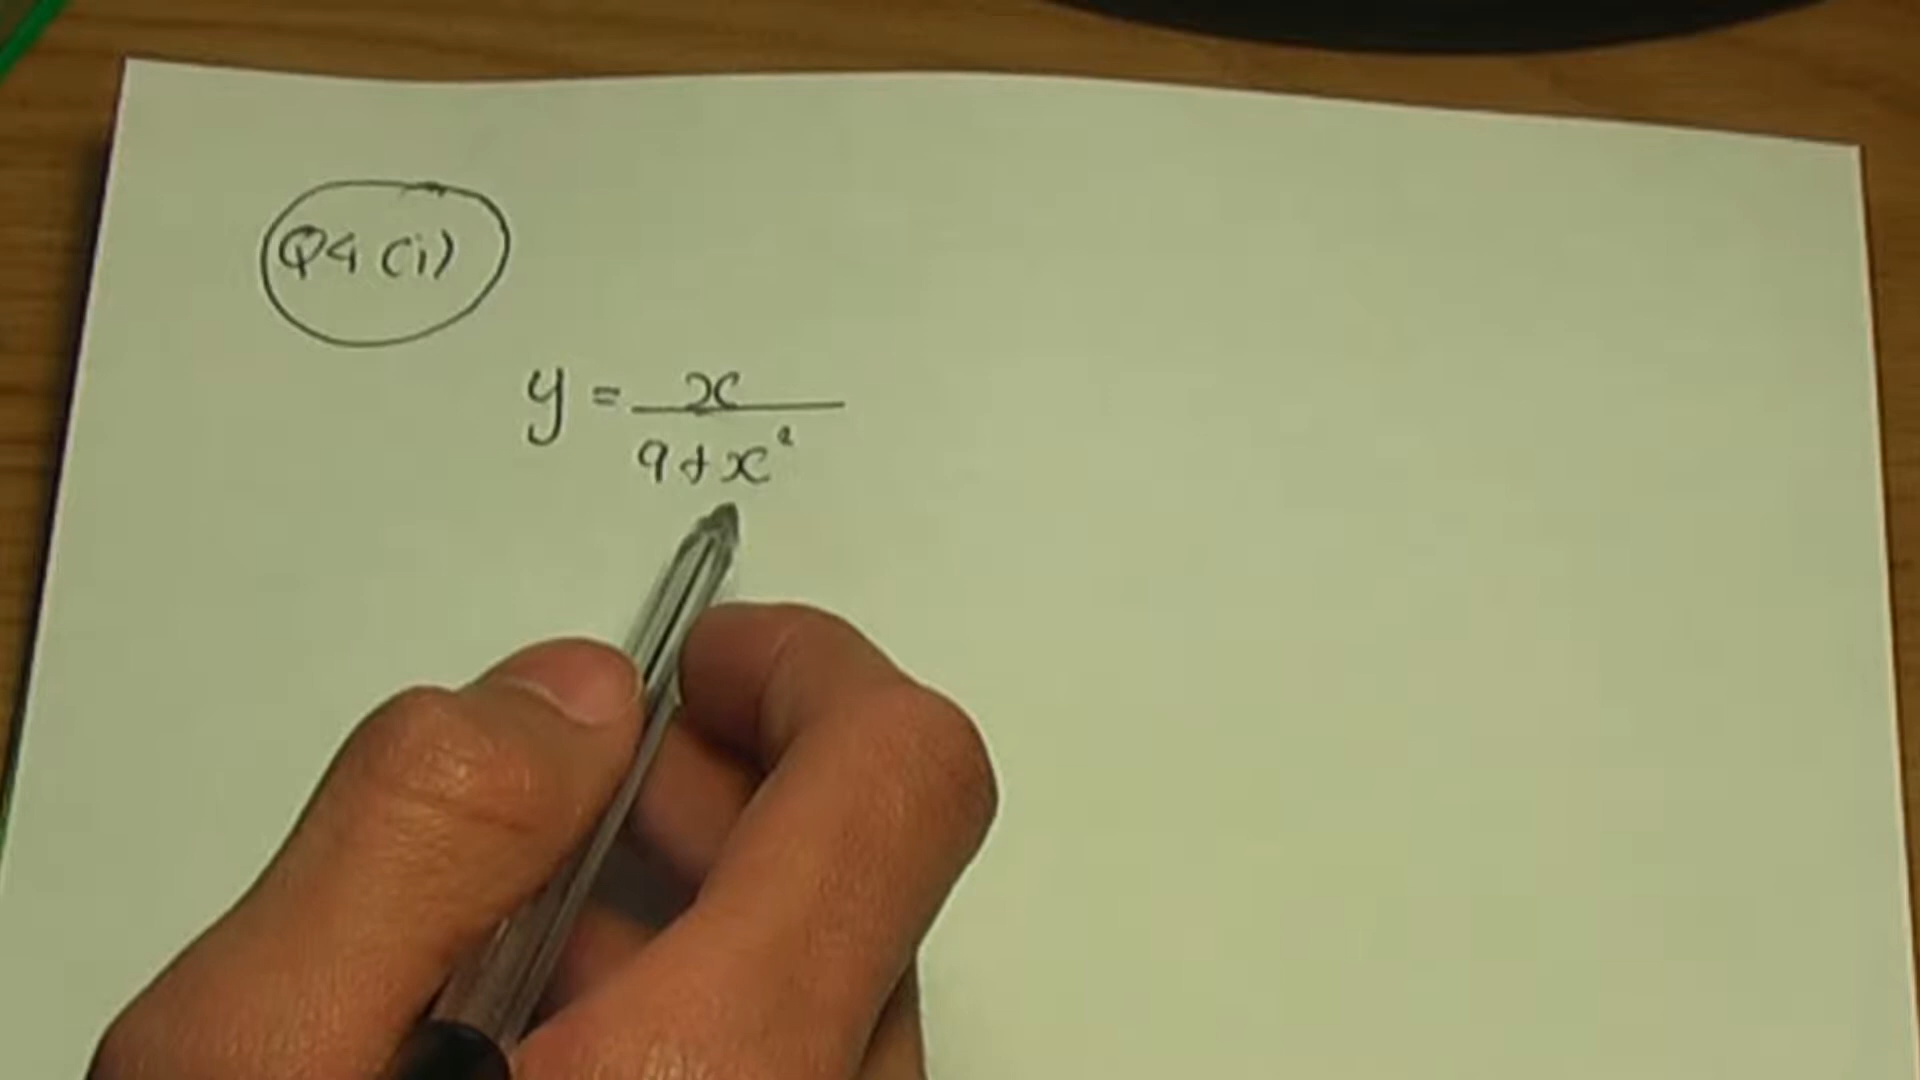 Q4 (i)
y = x / 9 + x²